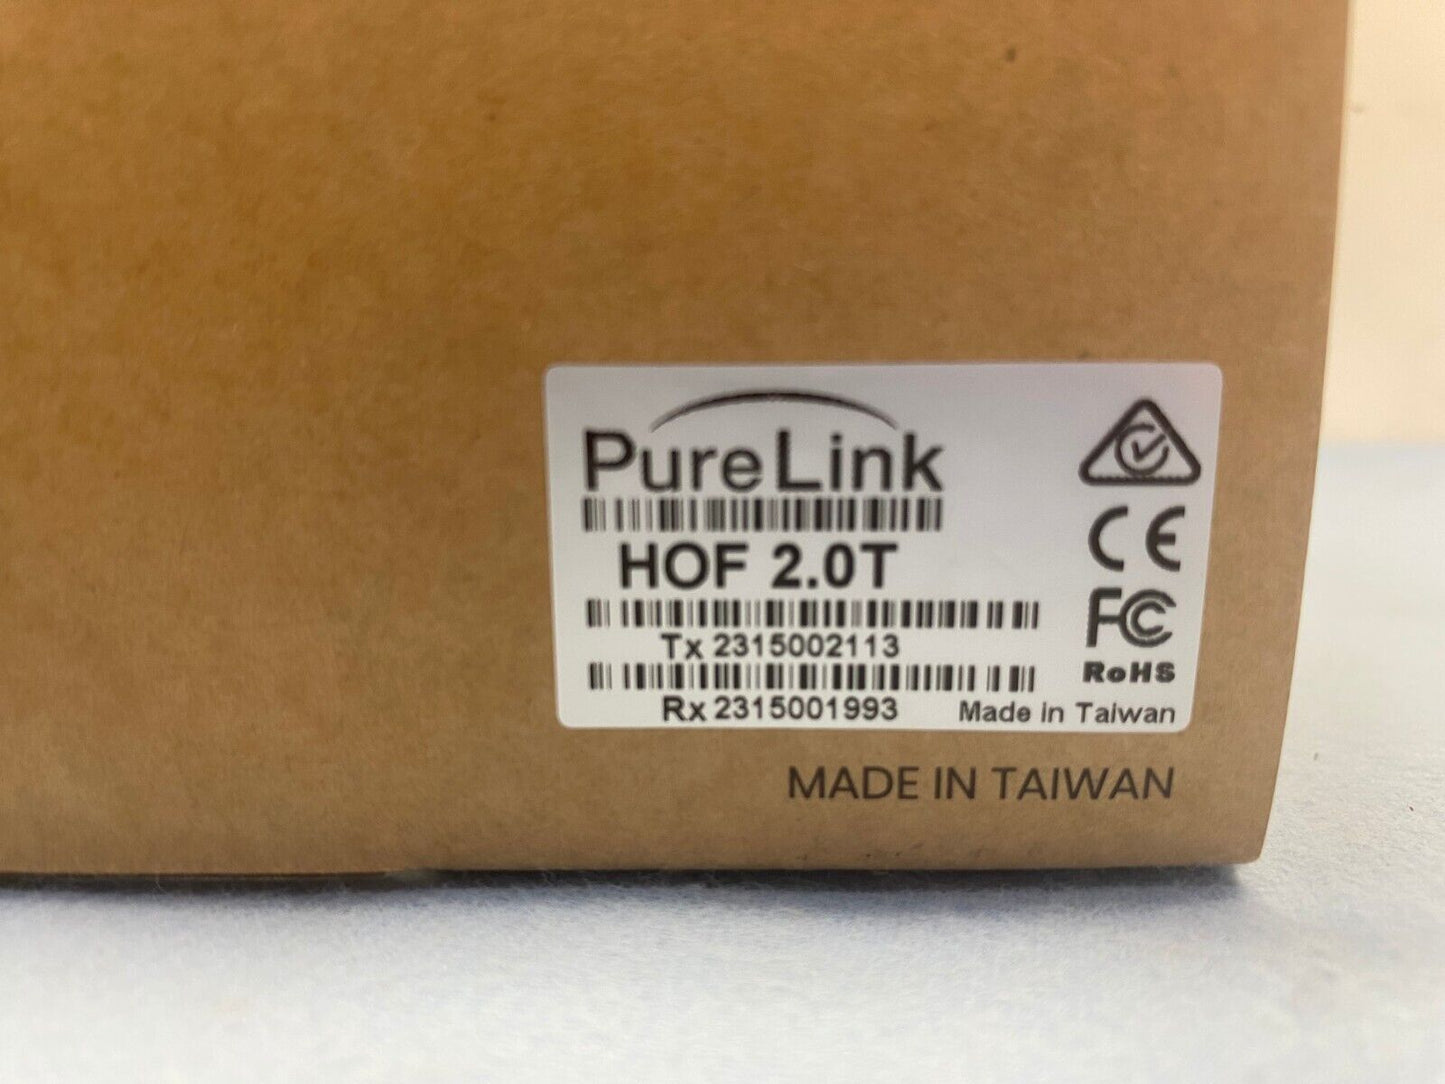 PureLink
HOF 2.0T
Tx 2315002113
Rx 2315001993
CE
FC
RoHS
Made in Taiwan
MADE IN TAIWAN